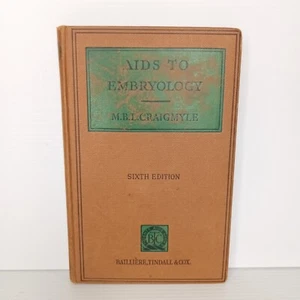 AIDS TO
EMBRYOLOGY
M.B.L. CRAIGMYLE
SIXTH EDITION
BAILLIÈRE, TINDALL & COX.